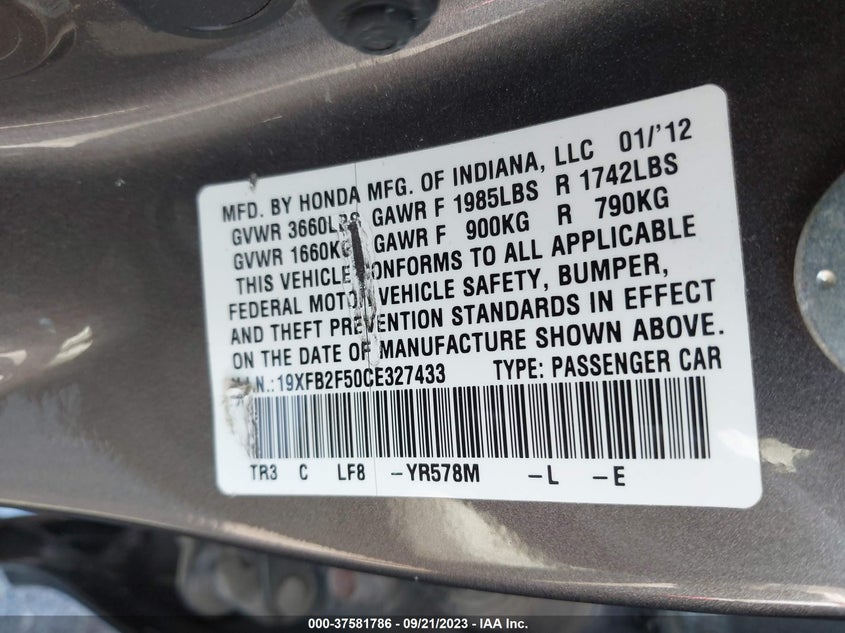 MFD. BY HONDA MFG. OF INDIANA, LLC 01/'12
GVWR 3660LBS GAWR F 1985LBS R 1742LBS
GVWR 1660KG GAWR F 900KG R 790KG
THIS VEHICLE CONFORMS TO ALL APPLICABLE
FEDERAL MOTOR VEHICLE SAFETY, BUMPER,
AND THEFT PREVENTION STANDARDS IN EFFECT
ON THE DATE OF MANUFACTURE SHOWN ABOVE.
V.I.N.:19XFB2F50CE327433 TYPE: PASSENGER CAR
TR3 C LF8 -YR578M -L -E
000-37581786 - 09/21/2023 - IAA Inc.